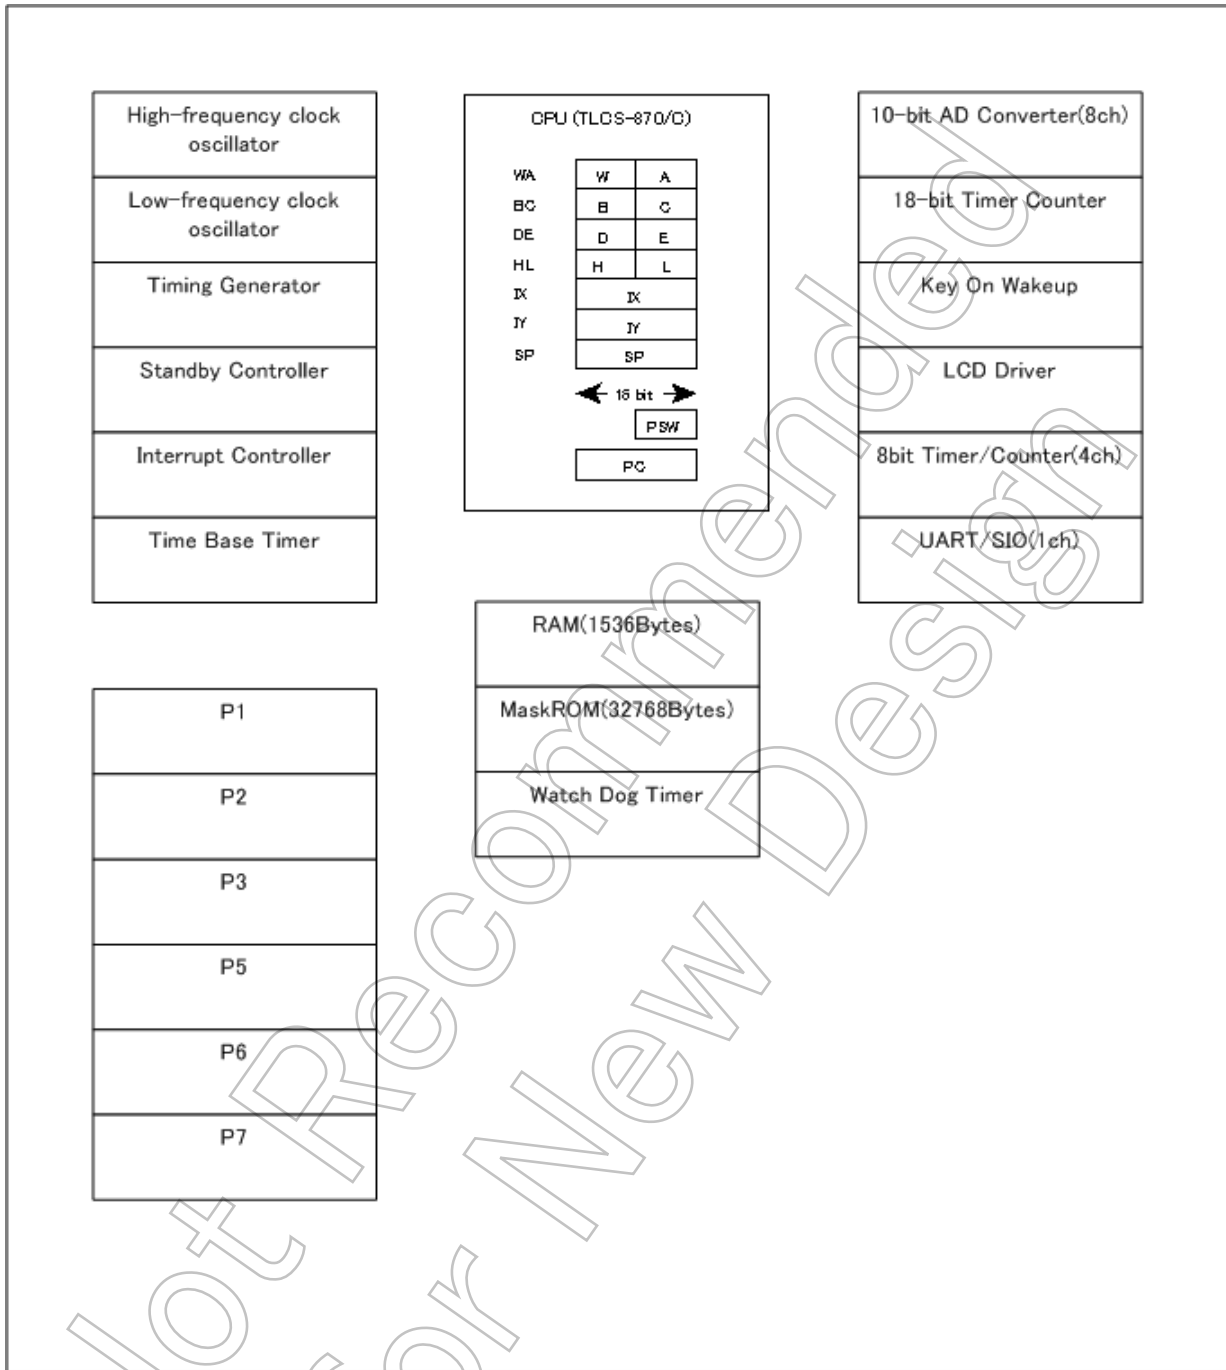 High-frequency clock
oscillator
Low-frequency clock
oscillator
Timing Generator
Standby Controller
Interrupt Controller
Time Base Timer
CPU (TLCS-870/C)
WA W A
BC B C
DE D E
HL H L
IX IX
IY IY
SP SP
16 bit
PSW
PC
10-bit AD Converter(8ch)
18-bit Timer Counter
Key On Wakeup
LCD Driver
8bit Timer/Counter(4ch)
UART/SIO(1ch)
RAM(1536Bytes)
MaskROM(32768Bytes)
Watch Dog Timer
P1
P2
P3
P5
P6
P7
Not Recommended
for New Design